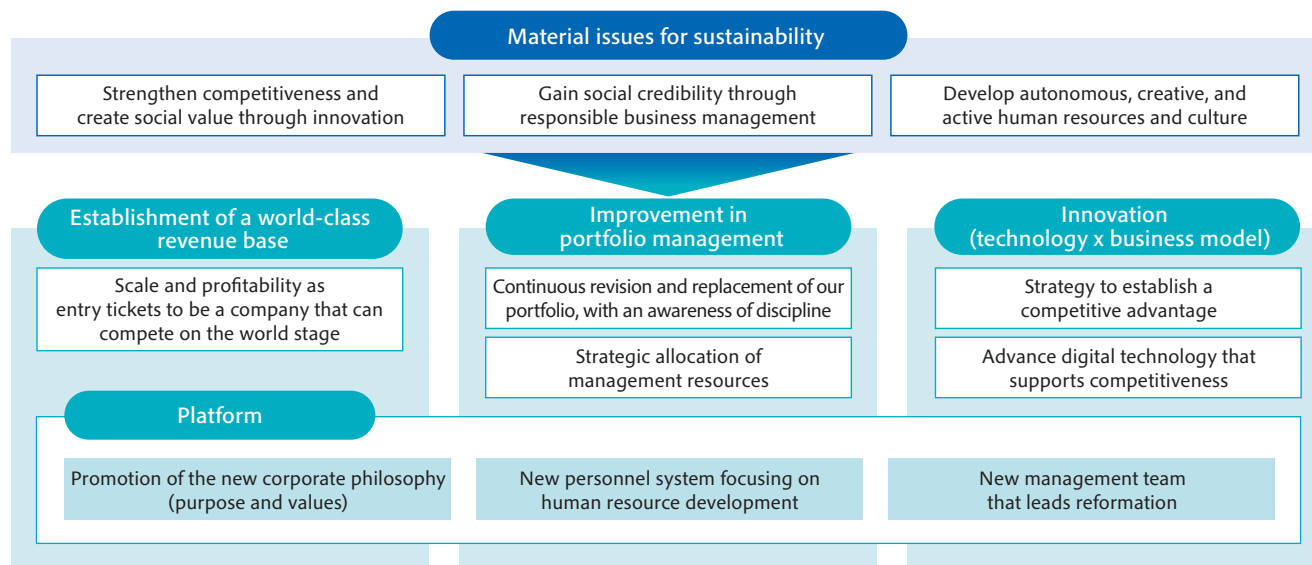 Material issues for sustainability
Strengthen competitiveness and
create social value through innovation
Gain social credibility through
responsible business management
Develop autonomous, creative, and
active human resources and culture
Establishment of a world-class
revenue base
Scale and profitability as
entry tickets to be a company that can
compete on the world stage
Improvement in
portfolio management
Continuous revision and replacement of our
portfolio, with an awareness of discipline
Strategic allocation of
management resources
Innovation
(technology x business model)
Strategy to establish a
competitive advantage
Advance digital technology that
supports competitiveness
Platform
Promotion of the new corporate philosophy
(purpose and values)
New personnel system focusing on
human resource development
New management team
that leads reformation